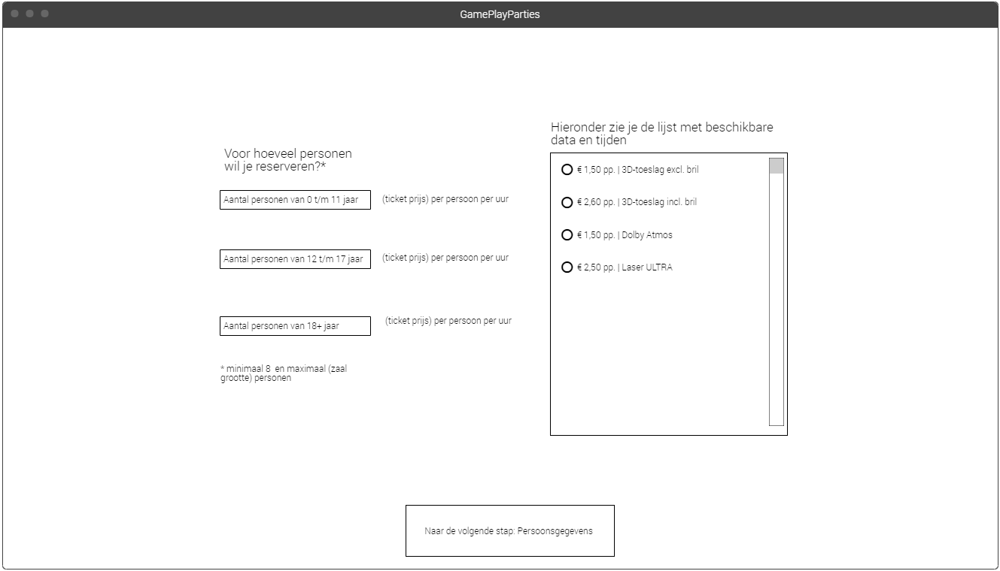 GamePlayParties
Voor hoeveel personen
wil je reserveren?*
Aantal personen van 0 t/m 11 jaar
(ticket prijs) per persoon per uur
Aantal personen van 12 t/m 17 jaar
(ticket prijs) per persoon per uur
Aantal personen van 18+ jaar
(ticket prijs) per persoon per uur
* minimaal 8 en maximaal (zaal
grootte) personen
Hieronder zie je de lijst met beschikbare
data en tijden
€ 1,50 pp. | 3D-toeslag excl. bril
€ 2,60 pp. | 3D-toeslag incl. bril
€ 1,50 pp. | Dolby Atmos
€ 2,50 pp. | Laser ULTRA
Naar de volgende stap: Persoonsgegevens